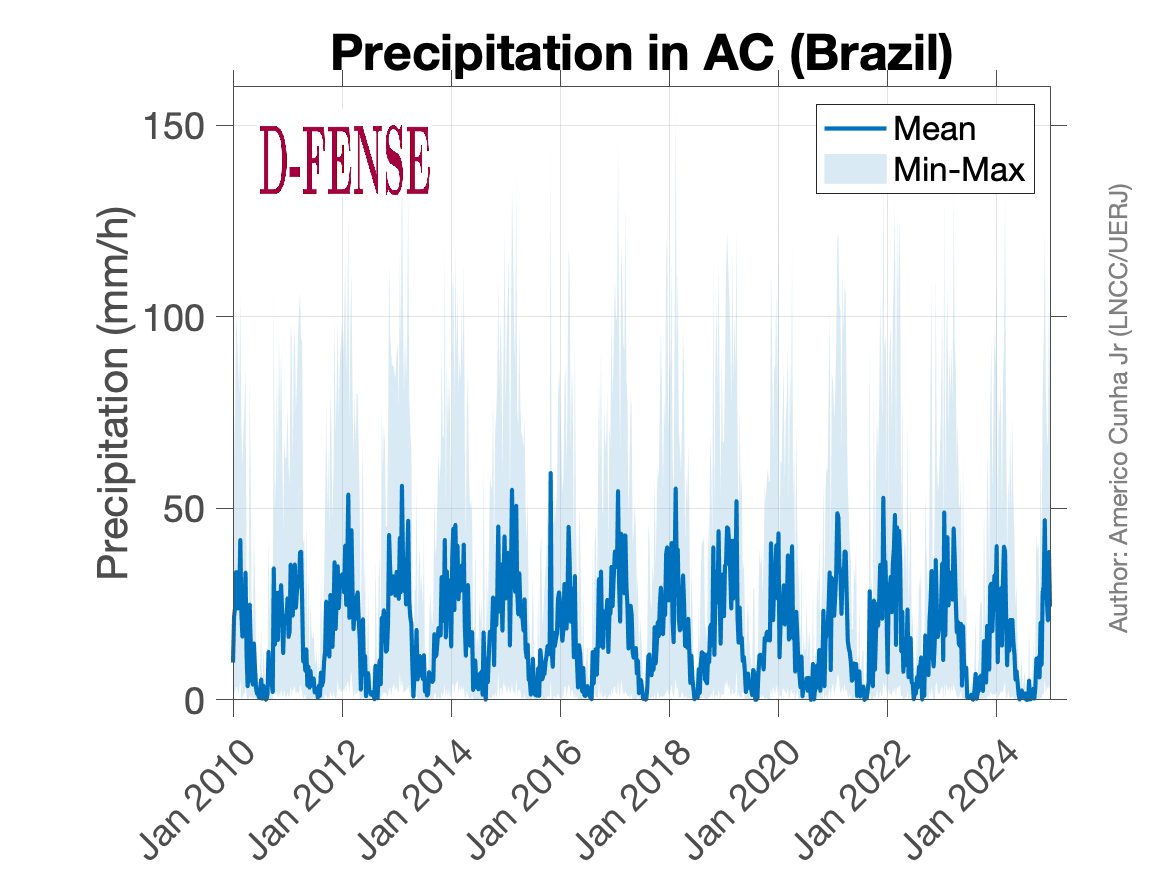 Precipitation in AC (Brazil)
D-FENSE
Mean
Min-Max
Precipitation (mm/h)
150
100
50
0
Jan 2010
Jan 2012
Jan 2014
Jan 2016
Jan 2018
Jan 2020
Jan 2022
Jan 2024
Author: Americo Cunha Jr (LNCC/UERJ)